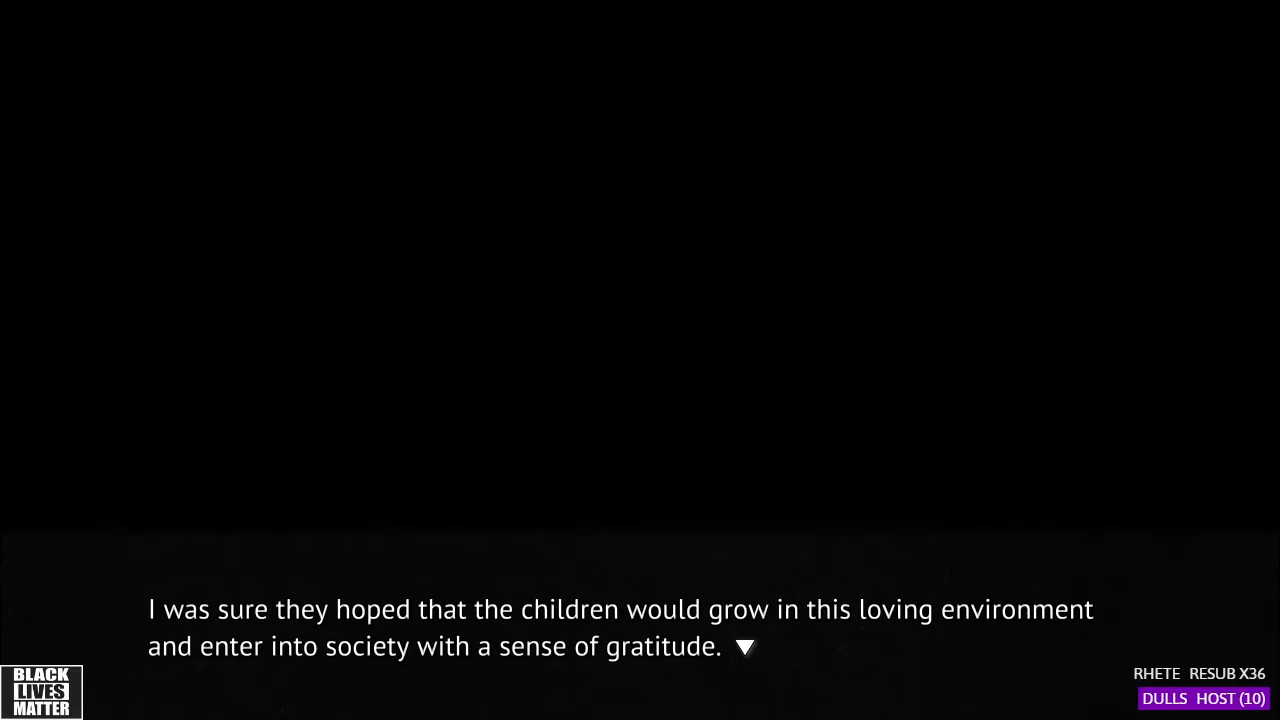 I was sure they hoped that the children would grow in this loving environment
and enter into society with a sense of gratitude.
BLACK
LIVES
MATTER
RHETE RESUB X36
DULLS HOST (10)